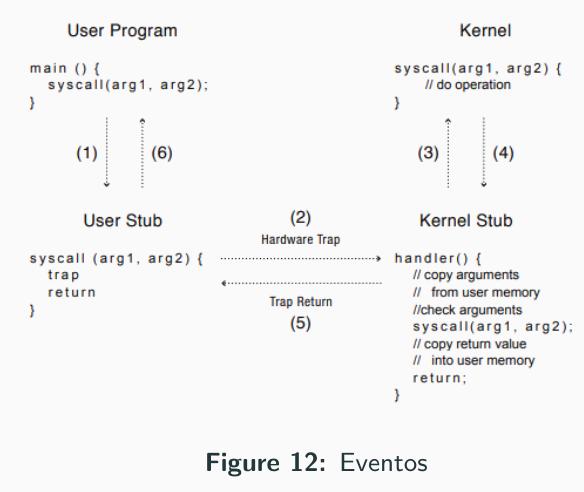 User Program
main () {
syscall(arg1, arg2);
}
Kernel
syscall(arg1, arg2) {
// do operation
}
(1)
(6)
(3)
(4)
User Stub
syscall (arg1, arg2) {
trap
return
}
(2)
Hardware Trap
Trap Return
(5)
Kernel Stub
handler() {
// copy arguments
// from user memory
//check arguments
syscall(arg1, arg2);
// copy return value
// into user memory
return;
}
Figure 12: Eventos